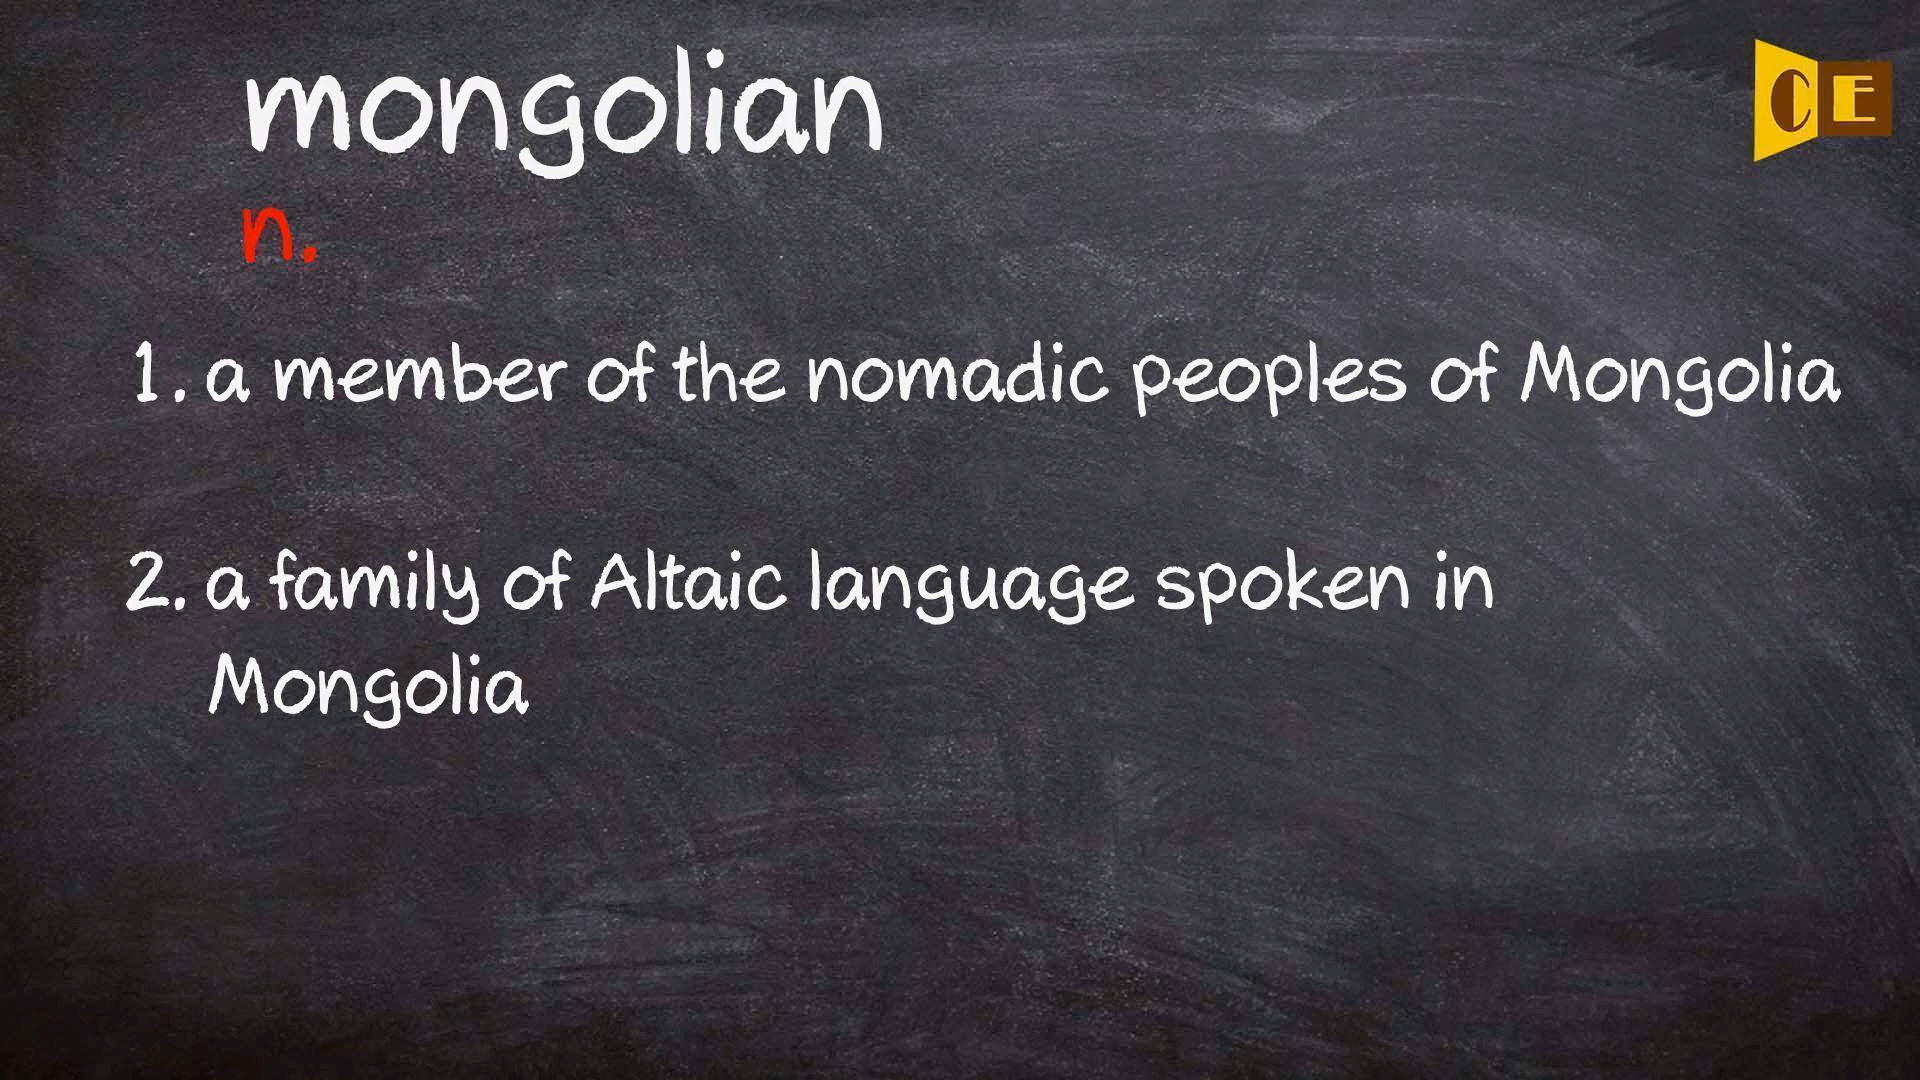 mongolian
CE
n.
1. a member of the nomadic peoples of Mongolia
2. a family of Altaic language spoken in
Mongolia